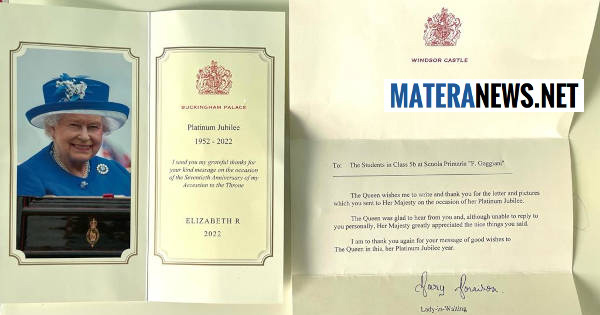 BUCKINGHAM PALACE
Platinum Jubilee
1952 - 2022
I send you my grateful thanks for
your kind message on the occasion
of the Seventieth Anniversary of my
Accession to the Throne
ELIZABETH R
2022
WINDSOR CASTLE
MATERANEWS.NET
To: The Students in Class 5b at Scuola Primaria "F.
The Queen wishes me to write and thank you for the letter and pictures
which you sent to Her Majesty on the occasion of her Platinum Jubilee.
The Queen was glad to hear from you and, although unable to reply to
you personally, Her Majesty greatly appreciated the nice things you said.
I am to thank you again for your message of good wishes to
The Queen in this, her Platinum Jubilee year.
Mary
Lady-in-Waiting